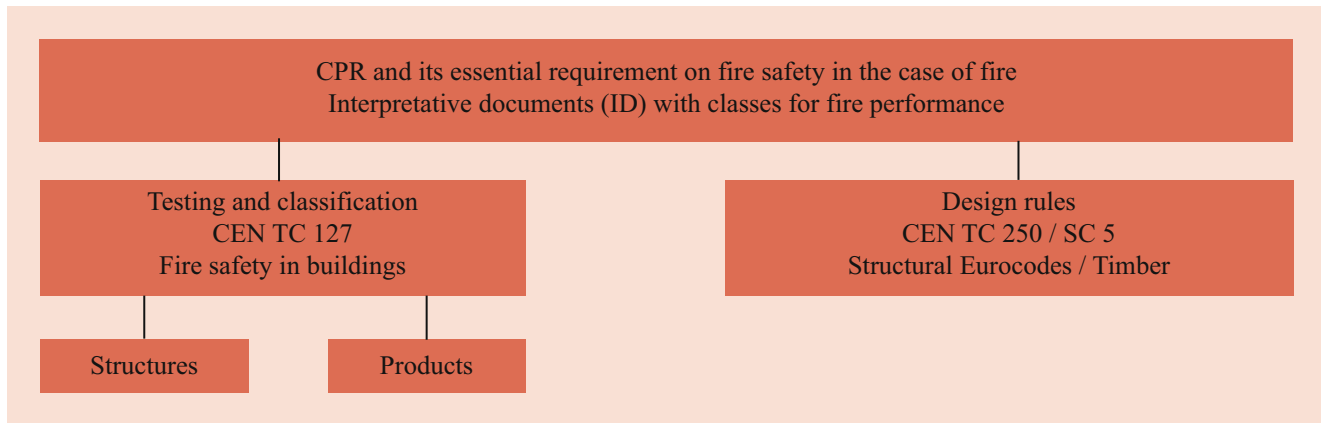 CPR and its essential requirement on fire safety in the case of fire
Interpretative documents (ID) with classes for fire performance
Testing and classification
CEN TC 127
Fire safety in buildings
Design rules
CEN TC 250 / SC 5
Structural Eurocodes / Timber
Structures
Products